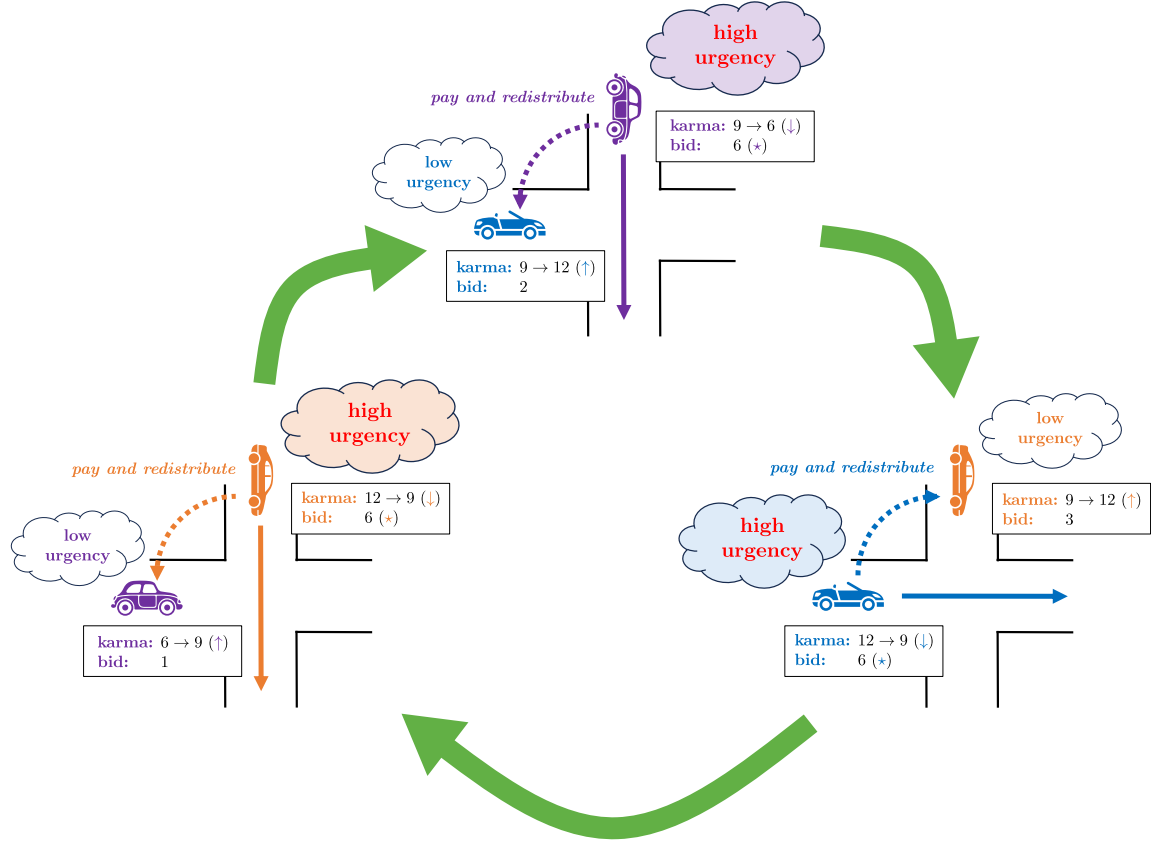 high
urgency
pay and redistribute
karma: 9 → 6 (↓)
bid: 6 (⋆)
low
urgency
karma: 9 → 12 (↑)
bid: 2
high
urgency
pay and redistribute
karma: 12 → 9 (↓)
bid: 6 (⋆)
low
urgency
karma: 6 → 9 (↑)
bid: 1
low
urgency
pay and redistribute
karma: 9 → 12 (↑)
bid: 3
high
urgency
karma: 12 → 9 (↓)
bid: 6 (⋆)